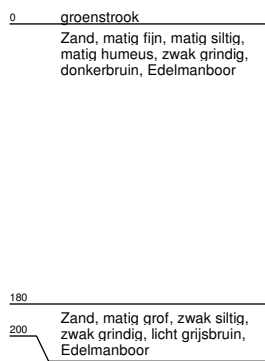 0 groenstrook
Zand, matig fijn, matig siltig,
matig humeus, zwak grindig,
donkerbruin, Edelmanboor
180
Zand, matig grof, zwak siltig,
200 zwak grindig, licht grijsbruin,
Edelmanboor